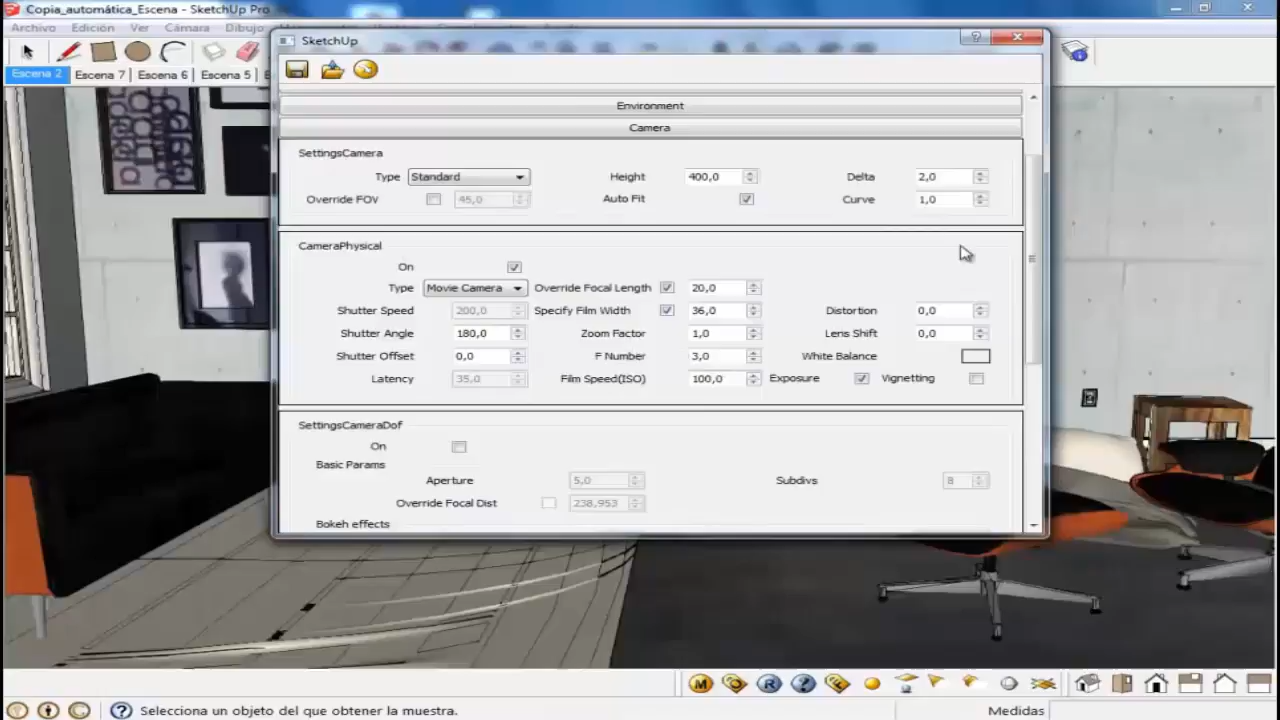 Copia_automática_Escena - SketchUp Pro
Archivo Edición Ver Cámara Dibujo
SketchUp
Escena 2 Escena 7 Escena 6 Escena 5
Environment
Camera
SettingsCamera
Type Standard Height 400,0 Delta 2,0
Override FOV 45,0 Auto Fit Curve 1,0
CameraPhysical
On
Type Movie Camera Override Focal Length 20,0
Shutter Speed 200,0 Specify Film Width 36,0 Distortion 0,0
Shutter Angle 180,0 Zoom Factor 1,0 Lens Shift 0,0
Shutter Offset 0,0 F Number 3,0 White Balance
Latency 35,0 Film Speed(ISO) 100,0 Exposure Vignetting
SettingsCameraDof
On
Basic Params
Aperture 5,0 Subdivs 8
Override Focal Dist 238,953
Bokeh effects
M R ?
? Selecciona un objeto del que obtener la muestra. Medidas